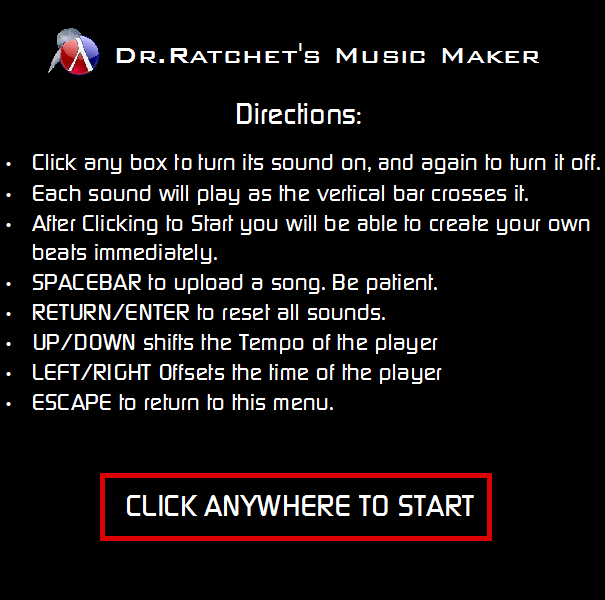 Dr.Ratchet's Music Maker
Directions:
• Click any box to turn its sound on, and again to turn it off.
• Each sound will play as the vertical bar crosses it.
• After Clicking to Start you will be able to create your own
beats immediately.
• SPACEBAR to upload a song. Be patient.
• RETURN/ENTER to reset all sounds.
• UP/DOWN shifts the Tempo of the player
• LEFT/RIGHT Offsets the time of the player
• ESCAPE to return to this menu.
CLICK ANYWHERE TO START